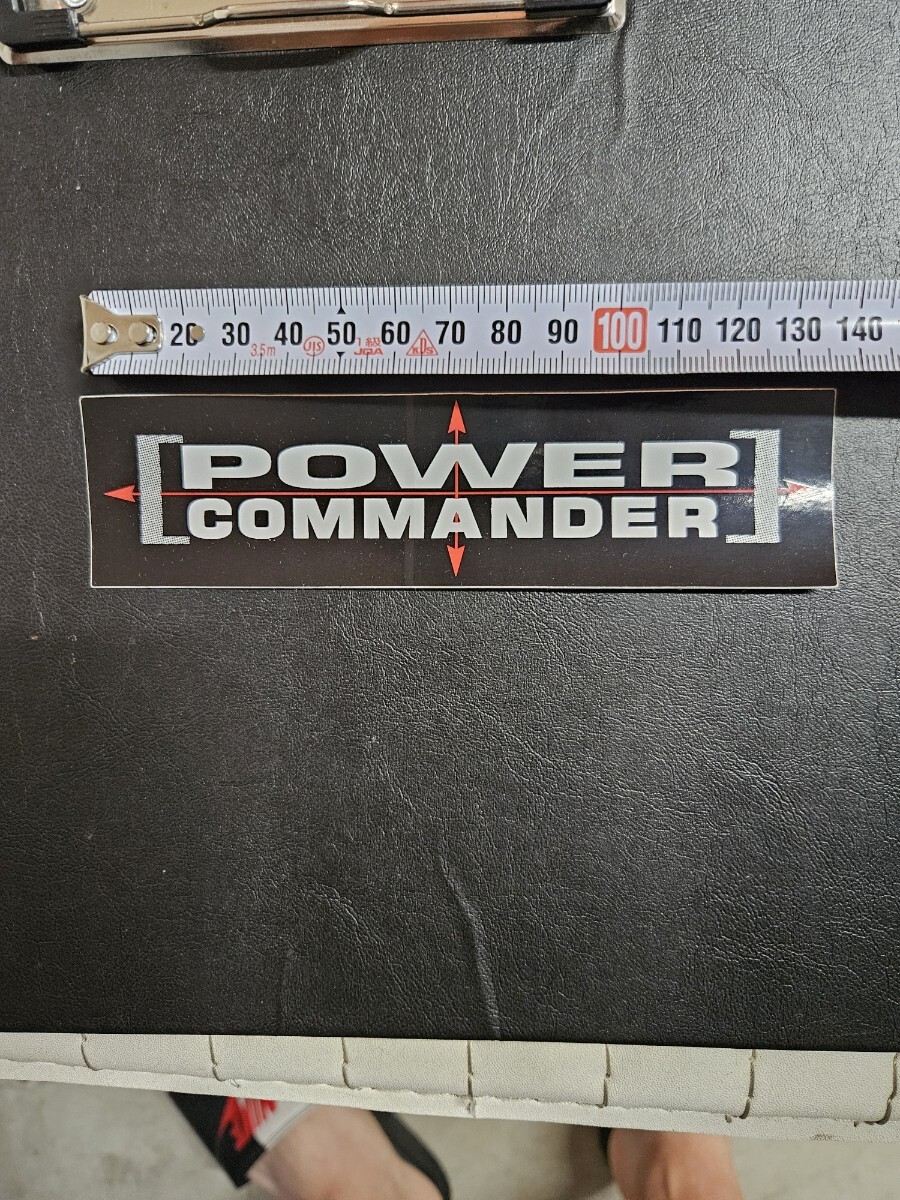 20 30 40 50 60 70 80 90 100 110 120 130 140
3.5m JIS 1級 JQA KDS
[POWER
COMMANDER]